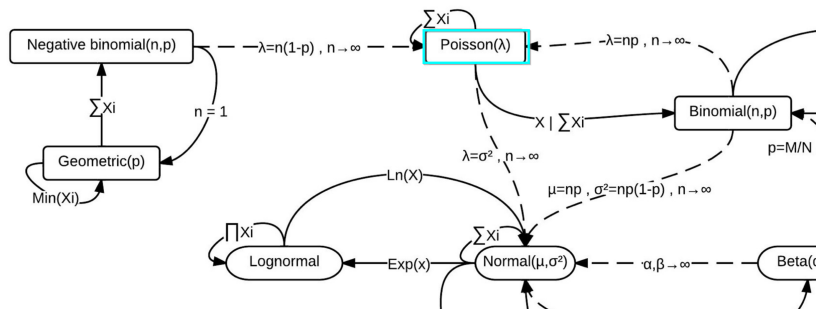 ∑Xi
Negative binomial(n,p)
λ=n(1-p) , n→∞
Poisson(λ)
λ=np , n→∞
∑Xi
n = 1
X | ∑Xi
Binomial(n,p)
Geometric(p)
λ=σ² , n→∞
p=M/N
Min(Xi)
Ln(X)
μ=np , σ²=np(1-p) , n→∞
∏Xi
∑Xi
Lognormal
Exp(x)
Normal(μ,σ²)
α,β→∞
Beta(